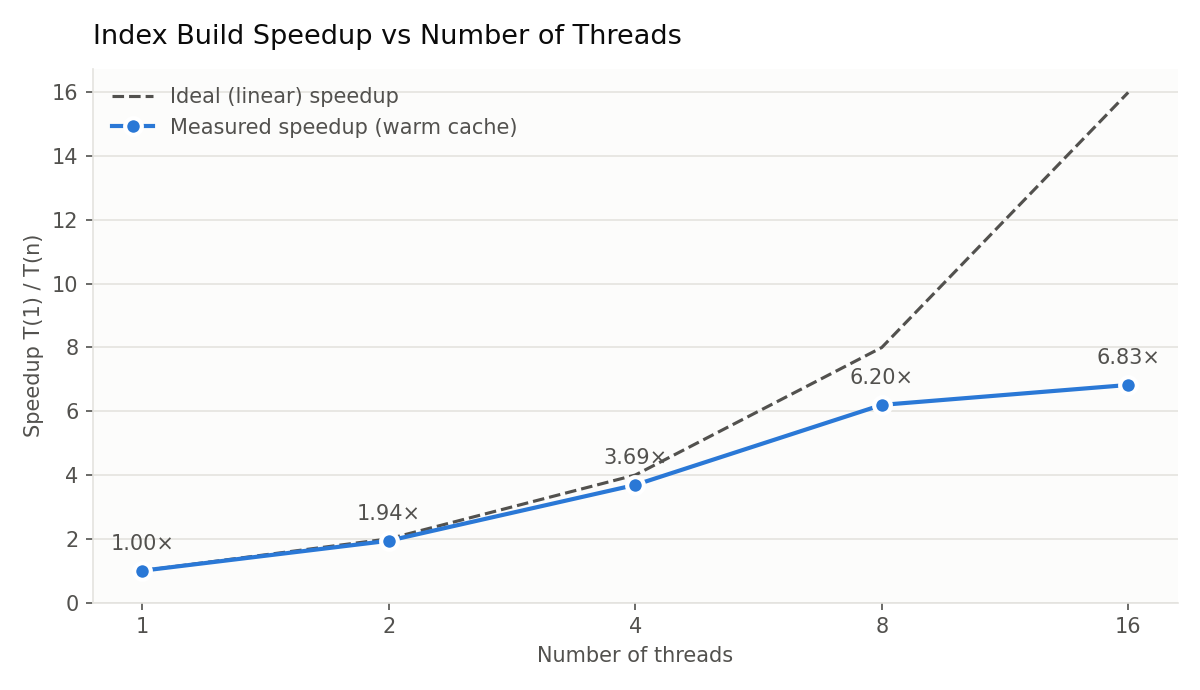 Index Build Speedup vs Number of Threads
Ideal (linear) speedup
Measured speedup (warm cache)
Speedup T(1) / T(n)
16
14
12
10
8
6
4
2
0
1.00×
1.94×
3.69×
6.20×
6.83×
1 2 4 8 16
Number of threads